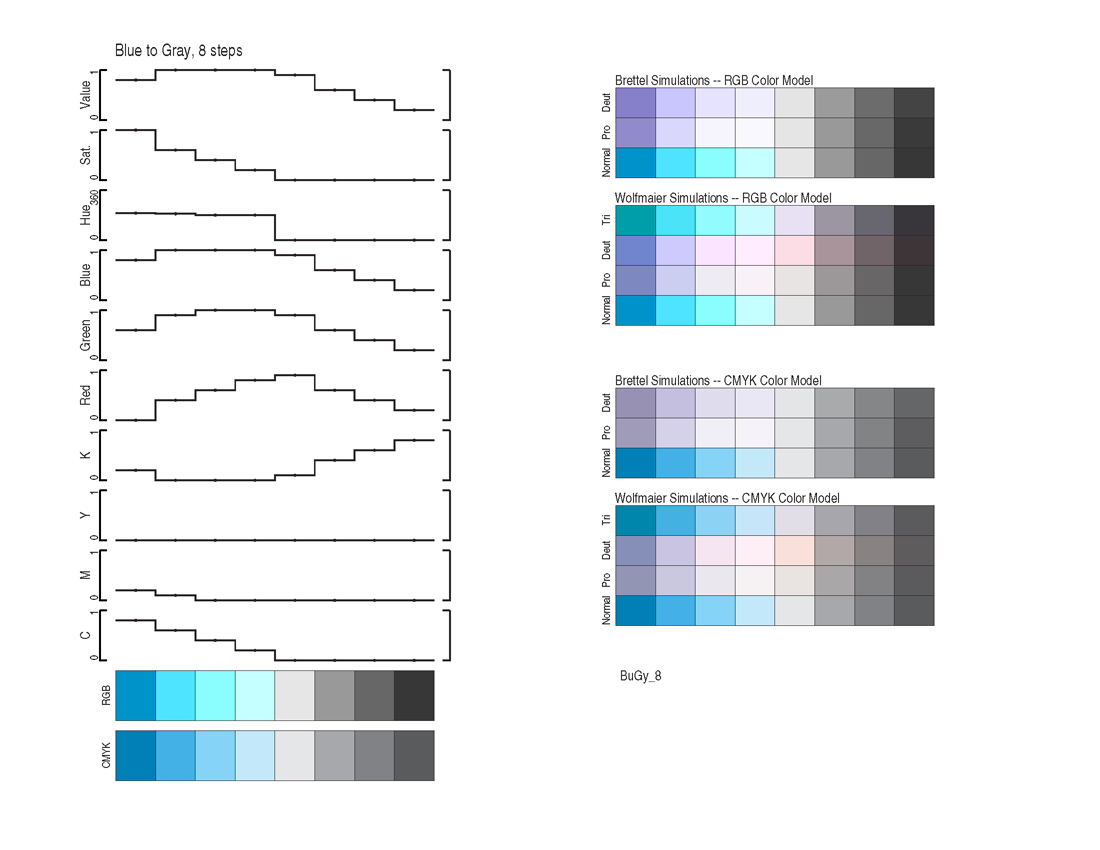 Blue to Gray, 8 steps
Value 0 1
Sat. 0 1
Hue 0 360
Blue 0 1
Green 0 1
Red 0 1
K 0 1
Y 0 1
M 0 1
C 0 1
RGB
CMYK
Brettel Simulations -- RGB Color Model
Deut
Pro
Normal
Wolfmaier Simulations -- RGB Color Model
Tri
Deut
Pro
Normal
Brettel Simulations -- CMYK Color Model
Deut
Pro
Normal
Wolfmaier Simulations -- CMYK Color Model
Tri
Deut
Pro
Normal
BuGy_8